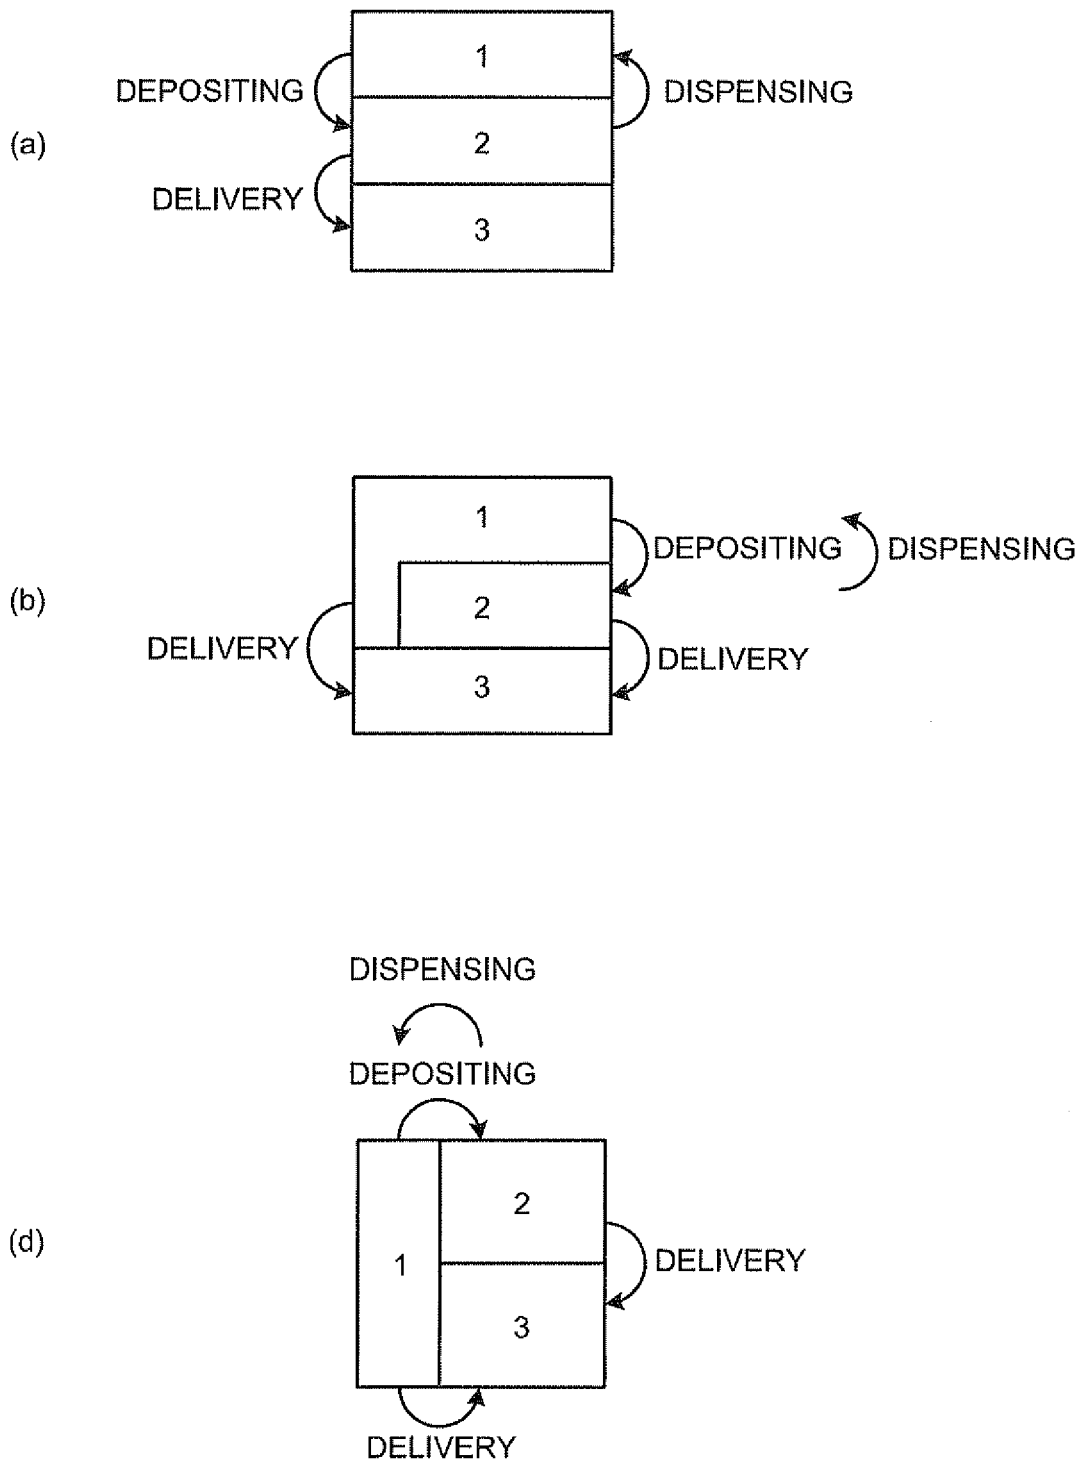 1
DEPOSITING
DISPENSING
(a)
2
DELIVERY
3
1
DEPOSITING
DISPENSING
(b)
2
DELIVERY
DELIVERY
3
DISPENSING
DEPOSITING
2
(d)
1
DELIVERY
3
DELIVERY